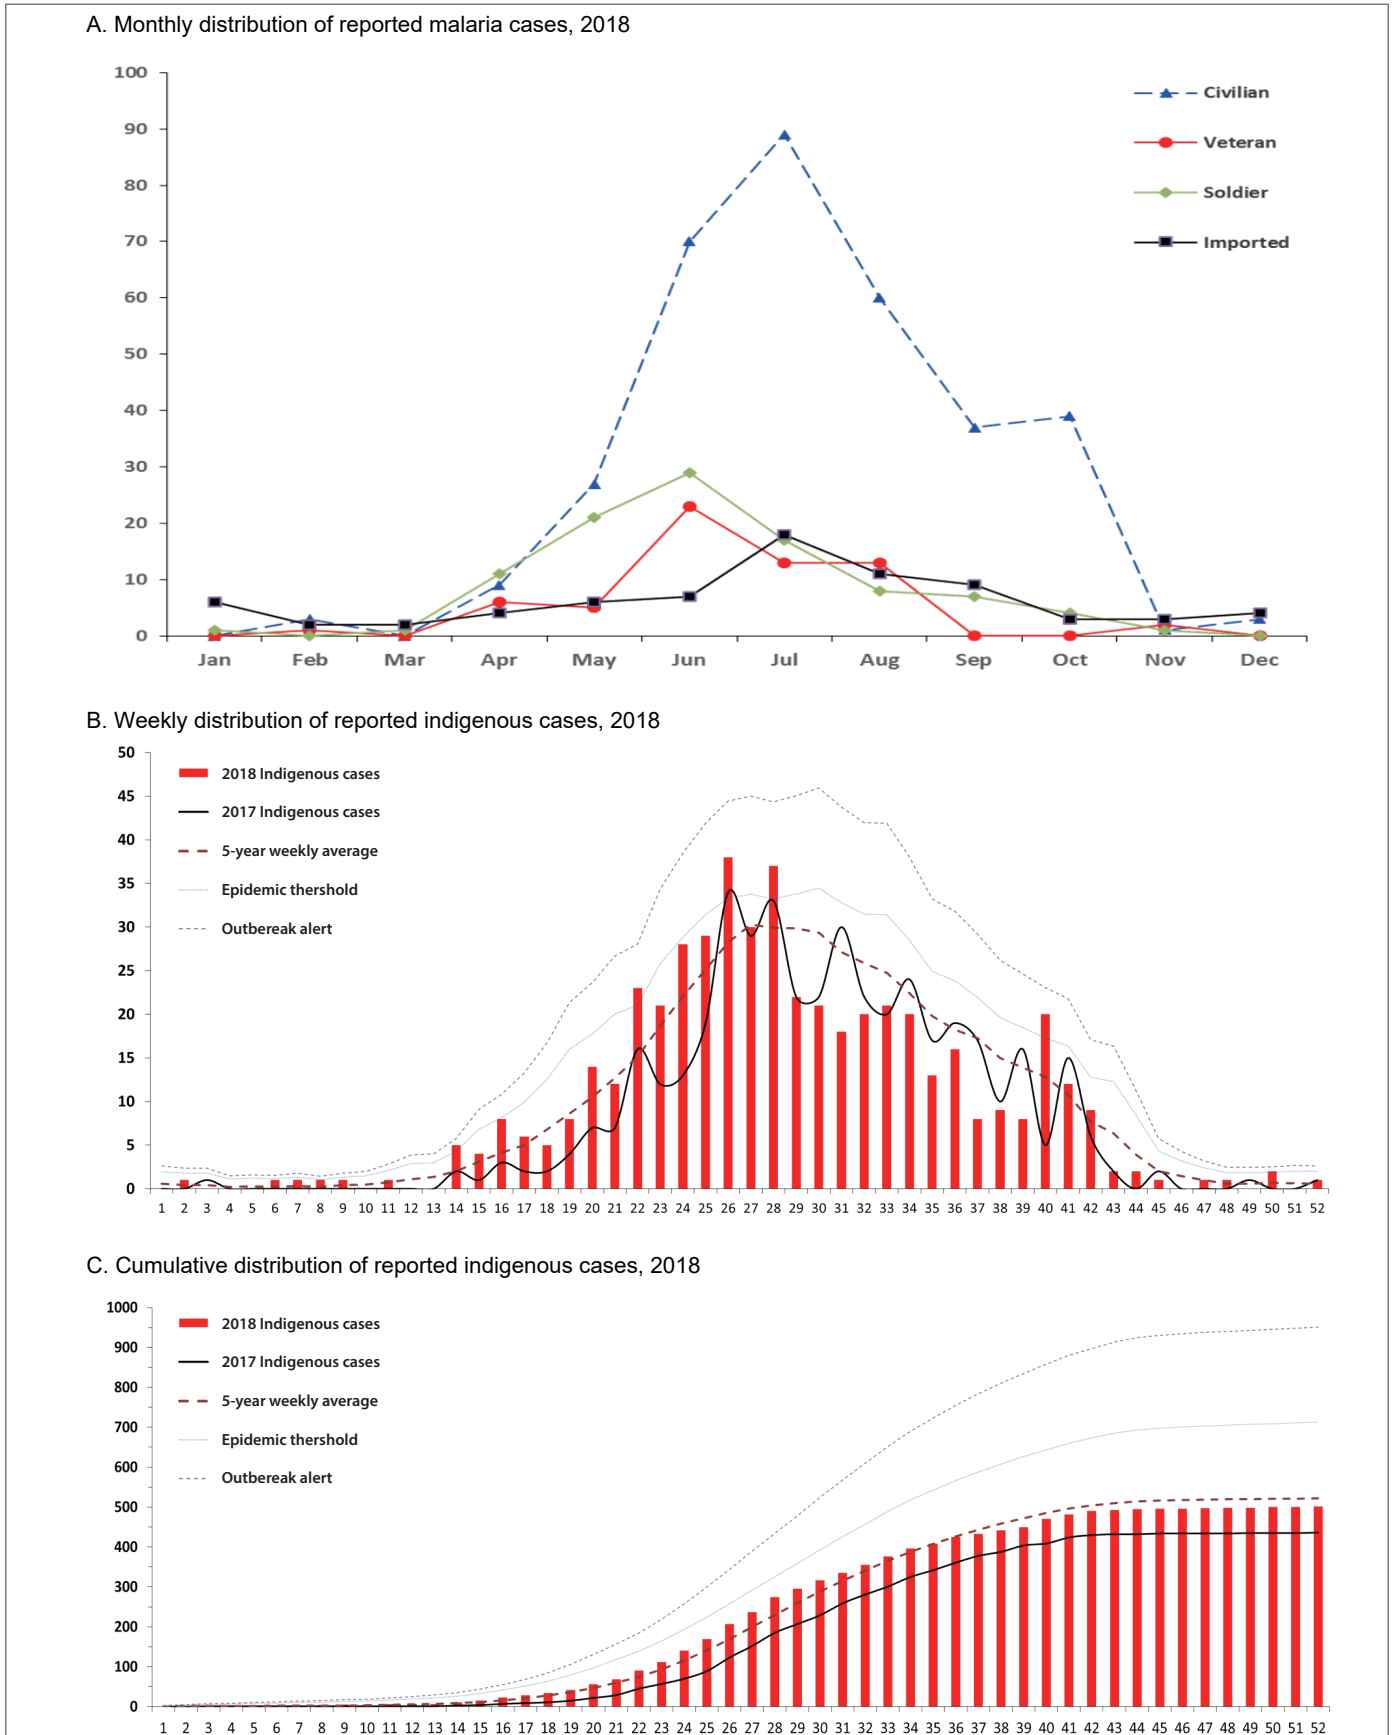 A. Monthly distribution of reported malaria cases, 2018
100
90
80
70
60
50
40
30
20
10
0
Civilian
Veteran
Soldier
Imported
Jan Feb Mar Apr May Jun Jul Aug Sep Oct Nov Dec
B. Weekly distribution of reported indigenous cases, 2018
50
45
40
35
30
25
20
15
10
5
0
2018 Indigenous cases
2017 Indigenous cases
5-year weekly average
Epidemic thershold
Outbereak alert
1 2 3 4 5 6 7 8 9 10 11 12 13 14 15 16 17 18 19 20 21 22 23 24 25 26 27 28 29 30 31 32 33 34 35 36 37 38 39 40 41 42 43 44 45 46 47 48 49 50 51 52
C. Cumulative distribution of reported indigenous cases, 2018
1000
900
800
700
600
500
400
300
200
100
0
2018 Indigenous cases
2017 Indigenous cases
5-year weekly average
Epidemic thershold
Outbereak alert
1 2 3 4 5 6 7 8 9 10 11 12 13 14 15 16 17 18 19 20 21 22 23 24 25 26 27 28 29 30 31 32 33 34 35 36 37 38 39 40 41 42 43 44 45 46 47 48 49 50 51 52